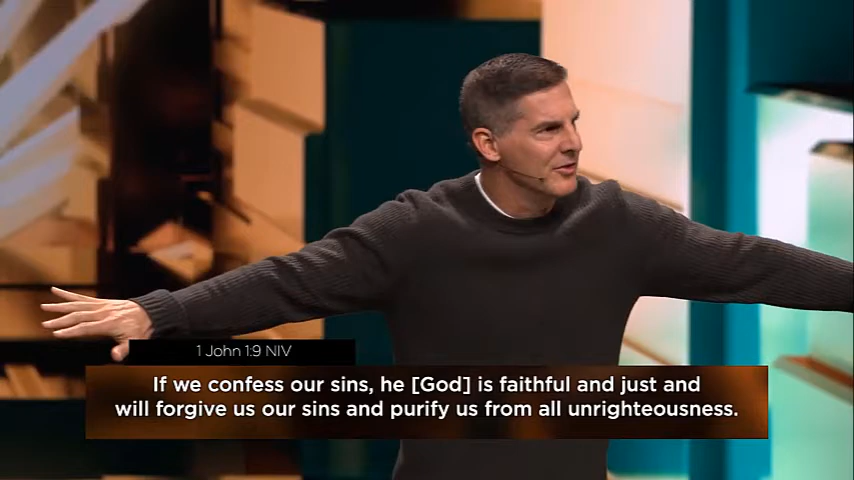 1 John 1:9 NIV
If we confess our sins, he [God] is faithful and just and
will forgive us our sins and purify us from all unrighteousness.